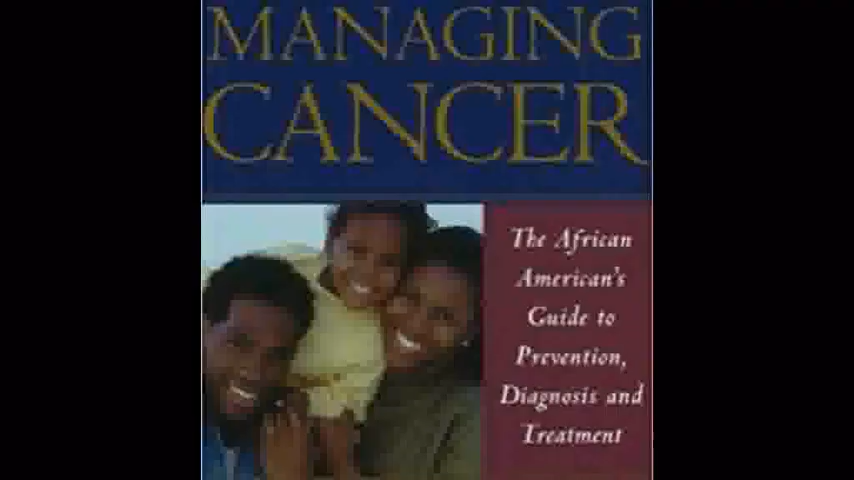 MANAGING
CANCER
The African
American's
Guide to
Prevention,
Diagnosis and
Treatment